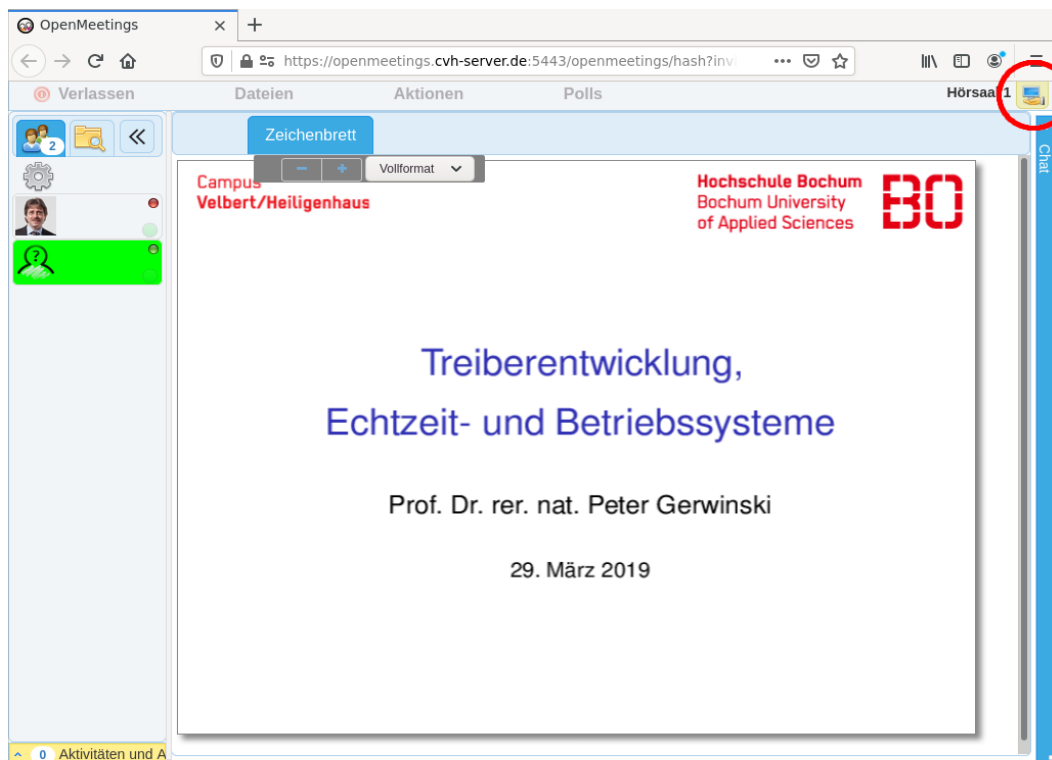 OpenMeetings
https://openmeetings.cvh-server.de:5443/openmeetings/hash?inv
Verlassen Dateien Aktionen Polls Hörsaal 1
2
Zeichenbrett
Chat
Vollformat
Campus
Velbert/Heiligenhaus
Hochschule Bochum
Bochum University
of Applied Sciences
BO
Treiberentwicklung,
Echtzeit- und Betriebssysteme
Prof. Dr. rer. nat. Peter Gerwinski
29. März 2019
0 Aktivitäten und A